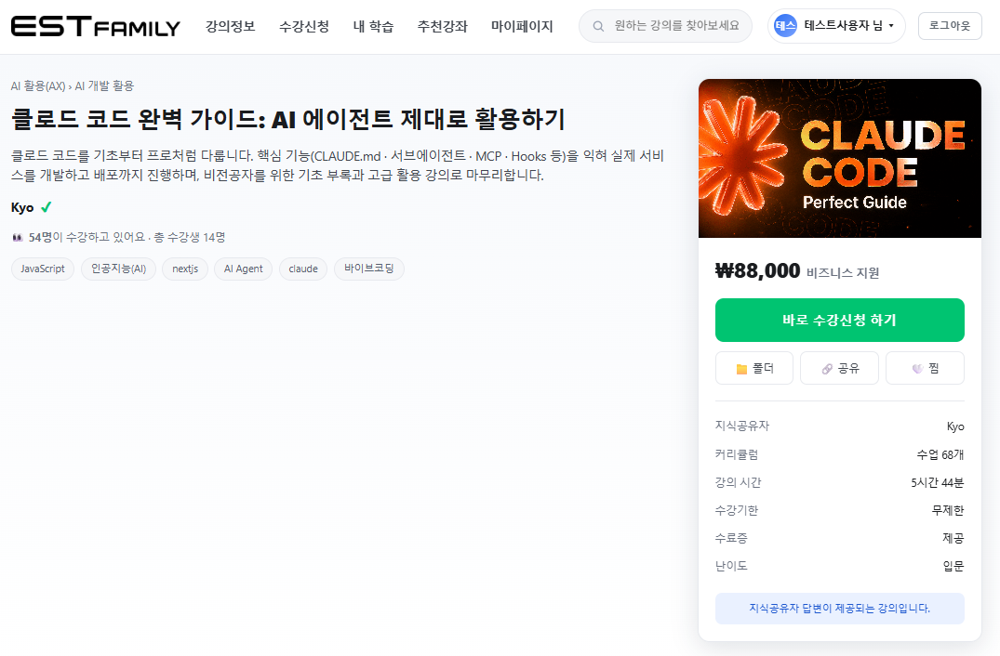 ESTFAMILY
강의정보 수강신청 내 학습 추천강좌 마이페이지
원하는 강의를 찾아보세요
테스 테스트사용자 님
로그아웃
AI 활용(AX) › AI 개발 활용
클로드 코드 완벽 가이드: AI 에이전트 제대로 활용하기
클로드 코드를 기초부터 프로처럼 다룹니다. 핵심 기능(CLAUDE.md · 서브에이전트 · MCP · Hooks 등)을 익혀 실제 서비
스를 개발하고 배포까지 진행하며, 비전공자를 위한 기초 부록과 고급 활용 강의로 마무리합니다.
Kyo
54명이 수강하고 있어요 · 총 수강생 14명
JavaScript 인공지능(AI) nextjs AI Agent claude 바이브코딩
CLAUDE
CODE
CLAUDE
CODE
Perfect Guide
CODE
₩88,000 비즈니스 지원
바로 수강신청 하기
폴더 공유 찜
지식공유자 Kyo
커리큘럼 수업 68개
강의 시간 5시간 44분
수강기한 무제한
수료증 제공
난이도 입문
지식공유자 답변이 제공되는 강의입니다.